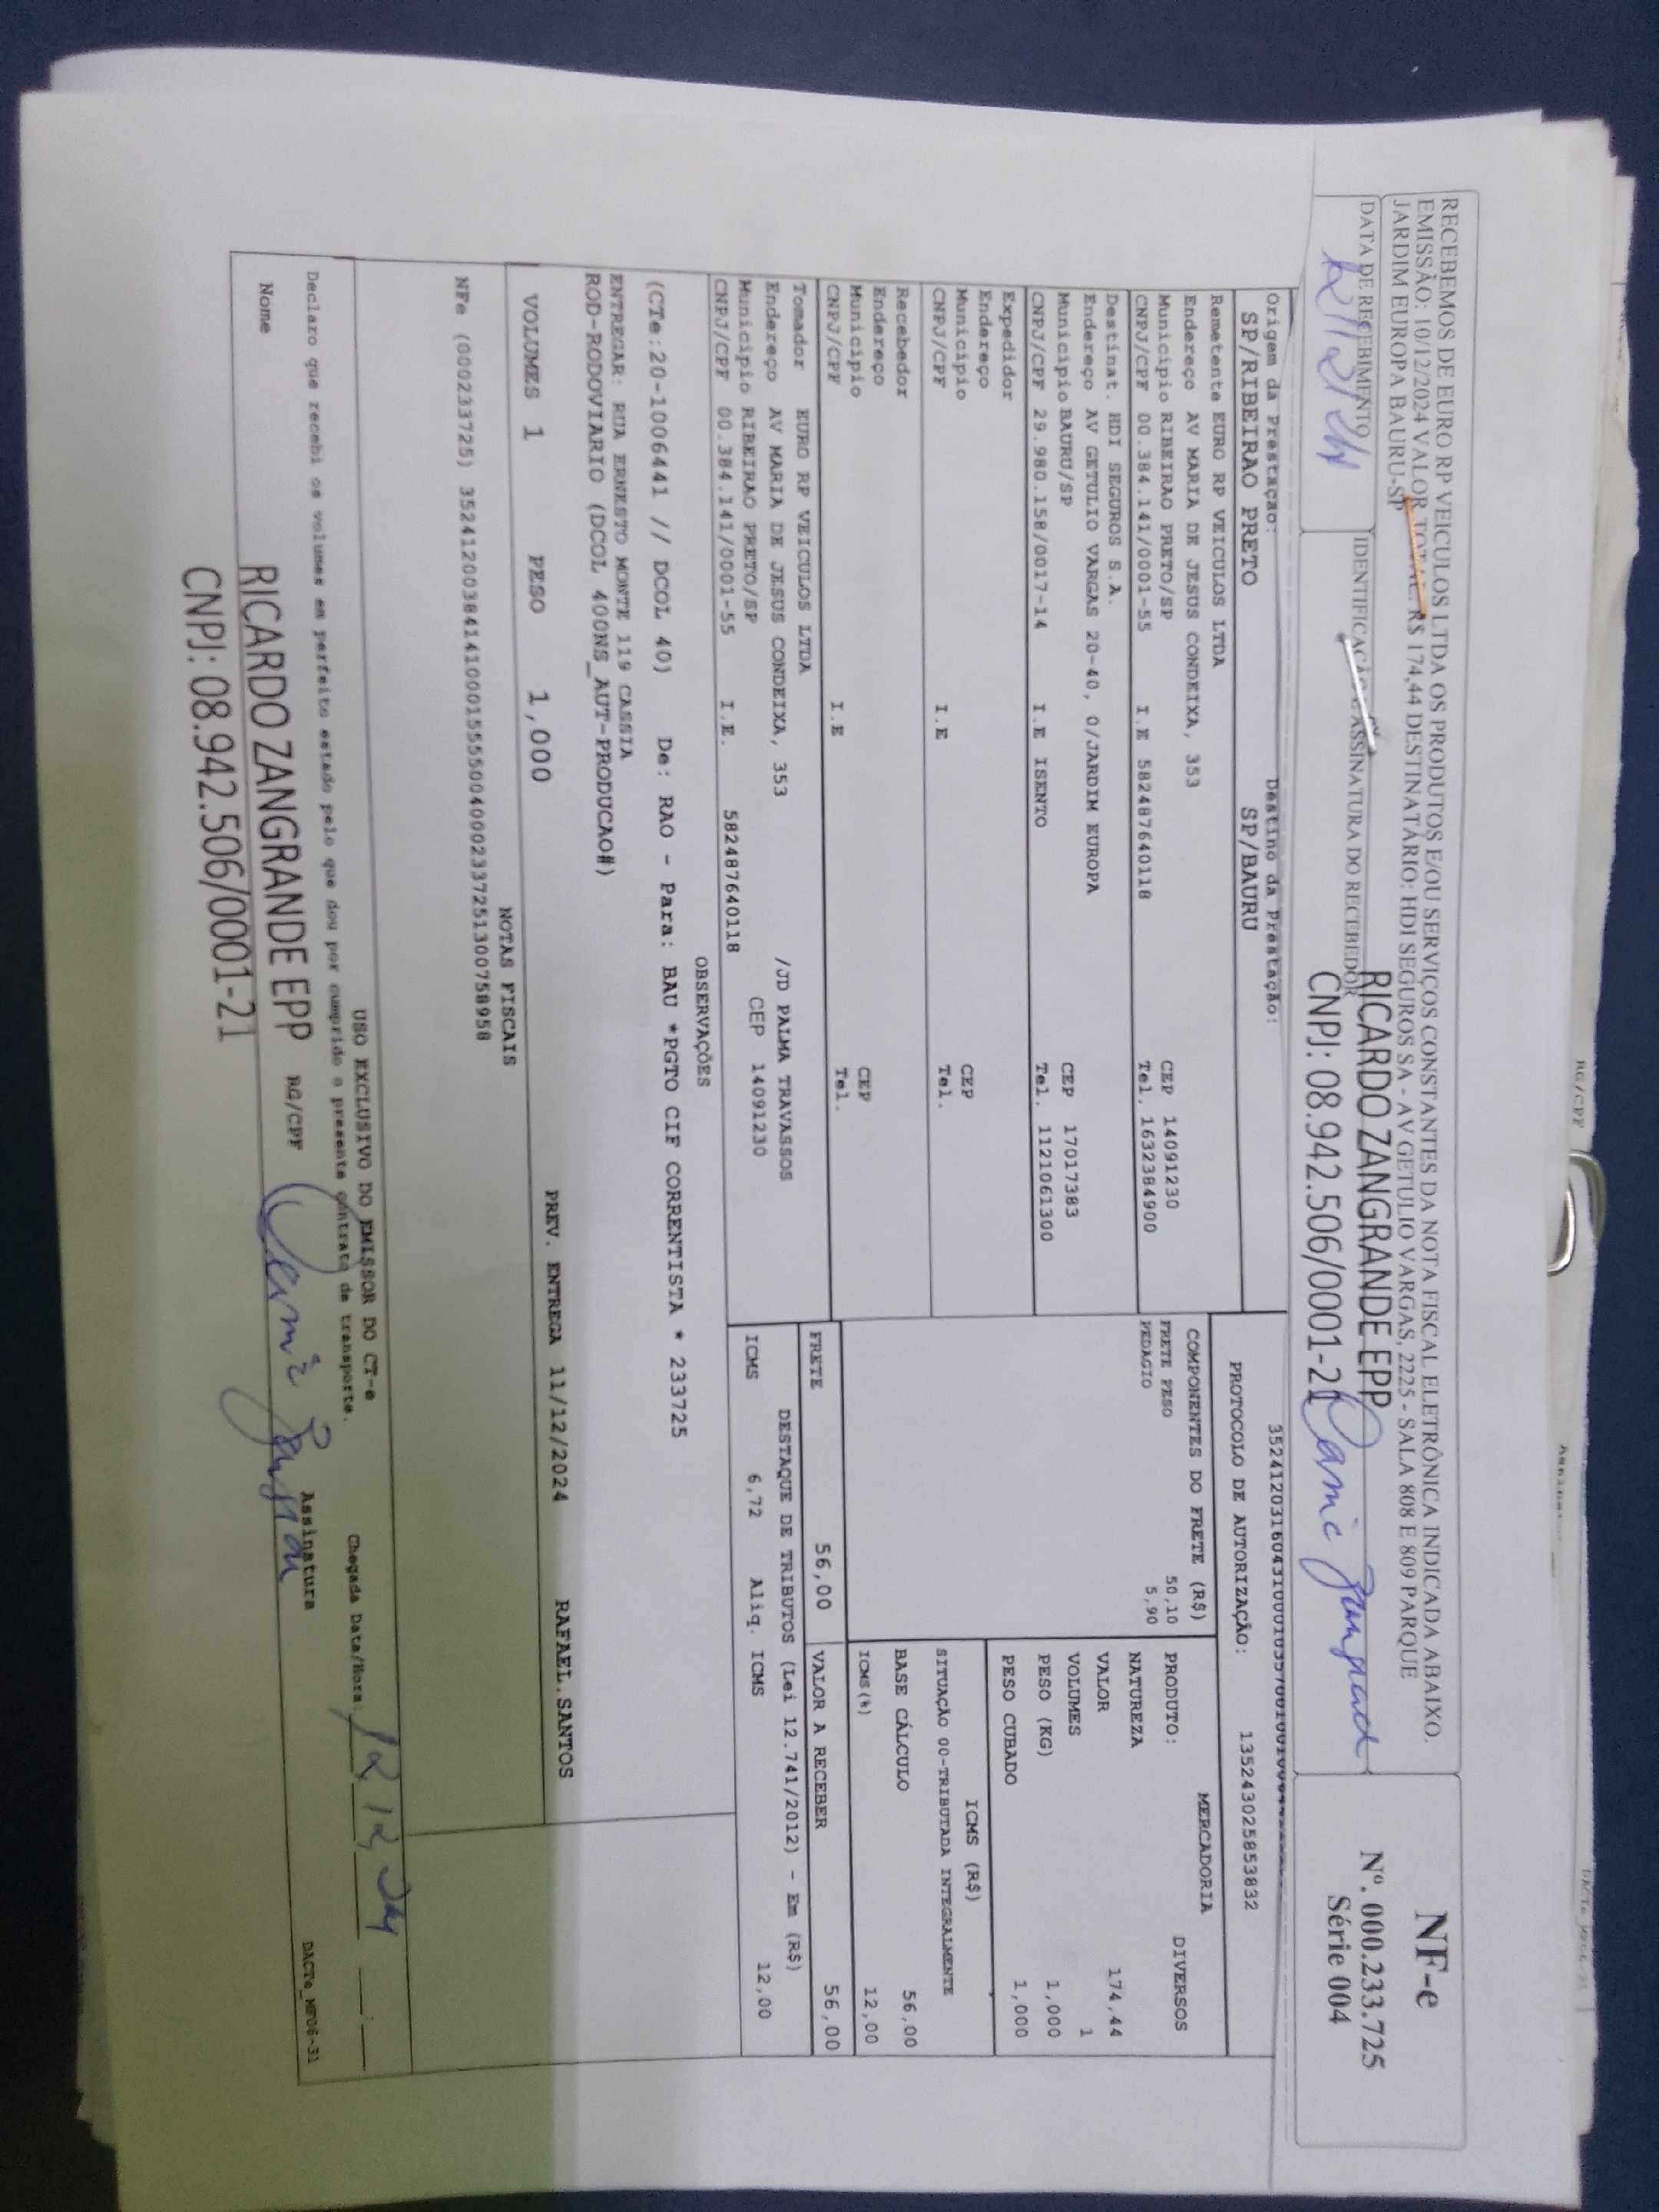 RECEBEMOS DE EURO RP VEICULOS LTDA OS PRODUTOS E/OU SERVIÇOS CONSTANTES DA NOTA FISCAL ELETRÔNICA INDICADA ABAIXO.
EMISSÃO: 10/12/2024 VALOR TOTAL: R$ 174,44 DESTINATÁRIO: HDI SEGUROS SA - AV GETULIO VARGAS, 2225 - SALA 808 E 809 PARQUE
JARDIM EUROPA BAURU-SP
NF-e
Nº. 000.233.725
Série 004
DATA DE RECEBIMENTO
IDENTIFICAÇÃO E ASSINATURA DO RECEBEDOR
RICARDO ZANGRANDE EPP
CNPJ: 08.942.506/0001-21
Origem da Prestação: Destino da Prestação:
SP/RIBEIRAO PRETO SP/BAURU
PROTOCOLO DE AUTORIZAÇÃO: 135243025853832
Remetente EURO RP VEICULOS LTDA
Endereço AV MARIA DE JESUS CONDEIXA, 353
Municipio RIBEIRAO PRETO/SP CEP 14091230
CNPJ/CPF 00.384.141/0001-55 I.E 582487640118 Tel. 1632384900
Destinat. HDI SEGUROS S.A.
Endereço AV GETULIO VARGAS 20-40, 0/JARDIM EUROPA
Municipio BAURU/SP CEP 17017383
CNPJ/CPF 29.980.158/0017-14 I.E ISENTO Tel. 1121061300
Expedidor
Endereço
Municipio CEP
CNPJ/CPF I.E Tel.
Recebedor
Endereço
Municipio CEP
CNPJ/CPF I.E Tel.
Tomador EURO RP VEICULOS LTDA
Endereço AV MARIA DE JESUS CONDEIXA, 353 /JD PALMA TRAVASSOS
Municipio RIBEIRAO PRETO/SP CEP 14091230
CNPJ/CPF 00.384.141/0001-55 I.E. 582487640118
COMPONENTES DO FRETE (R$)
FRETE PESO 50,10
PEDAGIO 5,90
MERCADORIA
PRODUTO: DIVERSOS
NATUREZA
VALOR 174,44
VOLUMES 1
PESO (KG) 1,000
PESO CUBADO 1,000
ICMS (R$)
SITUAÇÃO 00-TRIBUTADA INTEGRALMENTE
BASE CÁLCULO 56,00
ICMS(%) 12,00
FRETE 56,00 VALOR A RECEBER 56,00
DESTAQUE DE TRIBUTOS (Lei 12.741/2012) - Em (R$)
ICMS 6,72 Aliq. ICMS 12,00
OBSERVAÇÕES
(CTe:20-1006441 // DCOL 40) De: RAO - Para: BAU *PGTO CIF CORRENTISTA * 233725
ENTREGAR: RUA ERNESTO MONTE 119 CASSIA
ROD-RODOVIARIO (DCOL 400NS_AUT-PRODUCAO#)
VOLUMES 1 PESO 1,000 PREV. ENTREGA 11/12/2024 RAFAEL.SANTOS
NOTAS FISCAIS
NFe (000233725) 35241200384141000155550040002337251300758958
USO EXCLUSIVO DO EMISSOR DO CT-e
Declaro que recebi os volumes em perfeito estado pelo que dou por cumprido o presente contrato de transporte.
Chegada Data/Hora: 12 12 24
Nome RICARDO ZANGRANDE EPP RG/CPF Assinatura
CNPJ: 08.942.506/0001-21
DACTe_MP06-31
RG/CPF